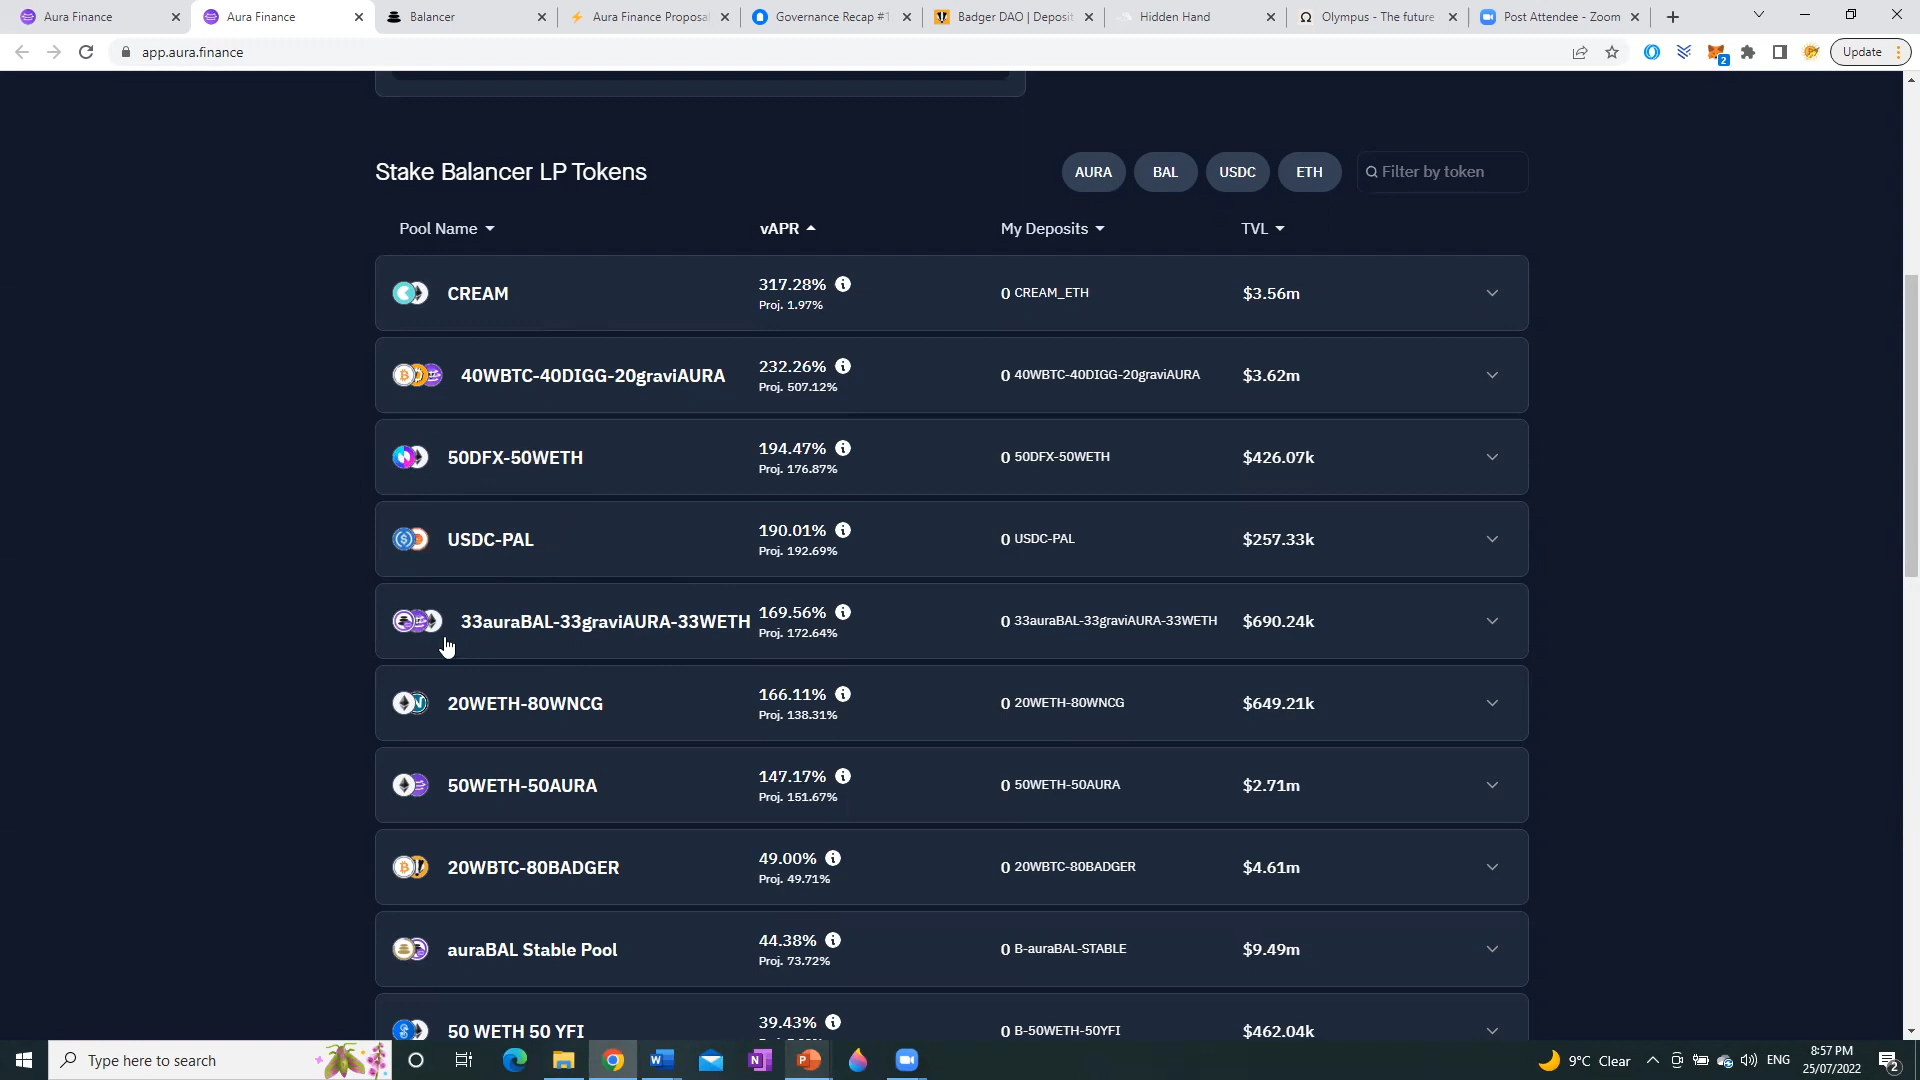 Aura Finance
Aura Finance
Balancer
Aura Finance Proposal
Governance Recap #1
Badger DAO | Deposit
Hidden Hand
Olympus - The future
Post Attendee - Zoom
app.aura.finance
2
Update
Stake Balancer LP Tokens
AURA
BAL
USDC
ETH
Filter by token
Pool Name
vAPR
My Deposits
TVL
CREAM
317.28%
Proj. 1.97%
0 CREAM_ETH
$3.56m
40WBTC-40DIGG-20graviAURA
232.26%
Proj. 507.12%
0 40WBTC-40DIGG-20graviAURA
$3.62m
50DFX-50WETH
194.47%
Proj. 176.87%
0 50DFX-50WETH
$426.07k
USDC-PAL
190.01%
Proj. 192.69%
0 USDC-PAL
$257.33k
33auraBAL-33graviAURA-33WETH
169.56%
Proj. 172.64%
0 33auraBAL-33graviAURA-33WETH
$690.24k
20WETH-80WNCG
166.11%
Proj. 138.31%
0 20WETH-80WNCG
$649.21k
50WETH-50AURA
147.17%
Proj. 151.67%
0 50WETH-50AURA
$2.71m
20WBTC-80BADGER
49.00%
Proj. 49.71%
0 20WBTC-80BADGER
$4.61m
auraBAL Stable Pool
44.38%
Proj. 73.72%
0 B-auraBAL-STABLE
$9.49m
50 WETH 50 YFI
39.43%
0 B-50WETH-50YFI
$462.04k
Type here to search
9°C Clear
ENG
8:57 PM
25/07/2022
2